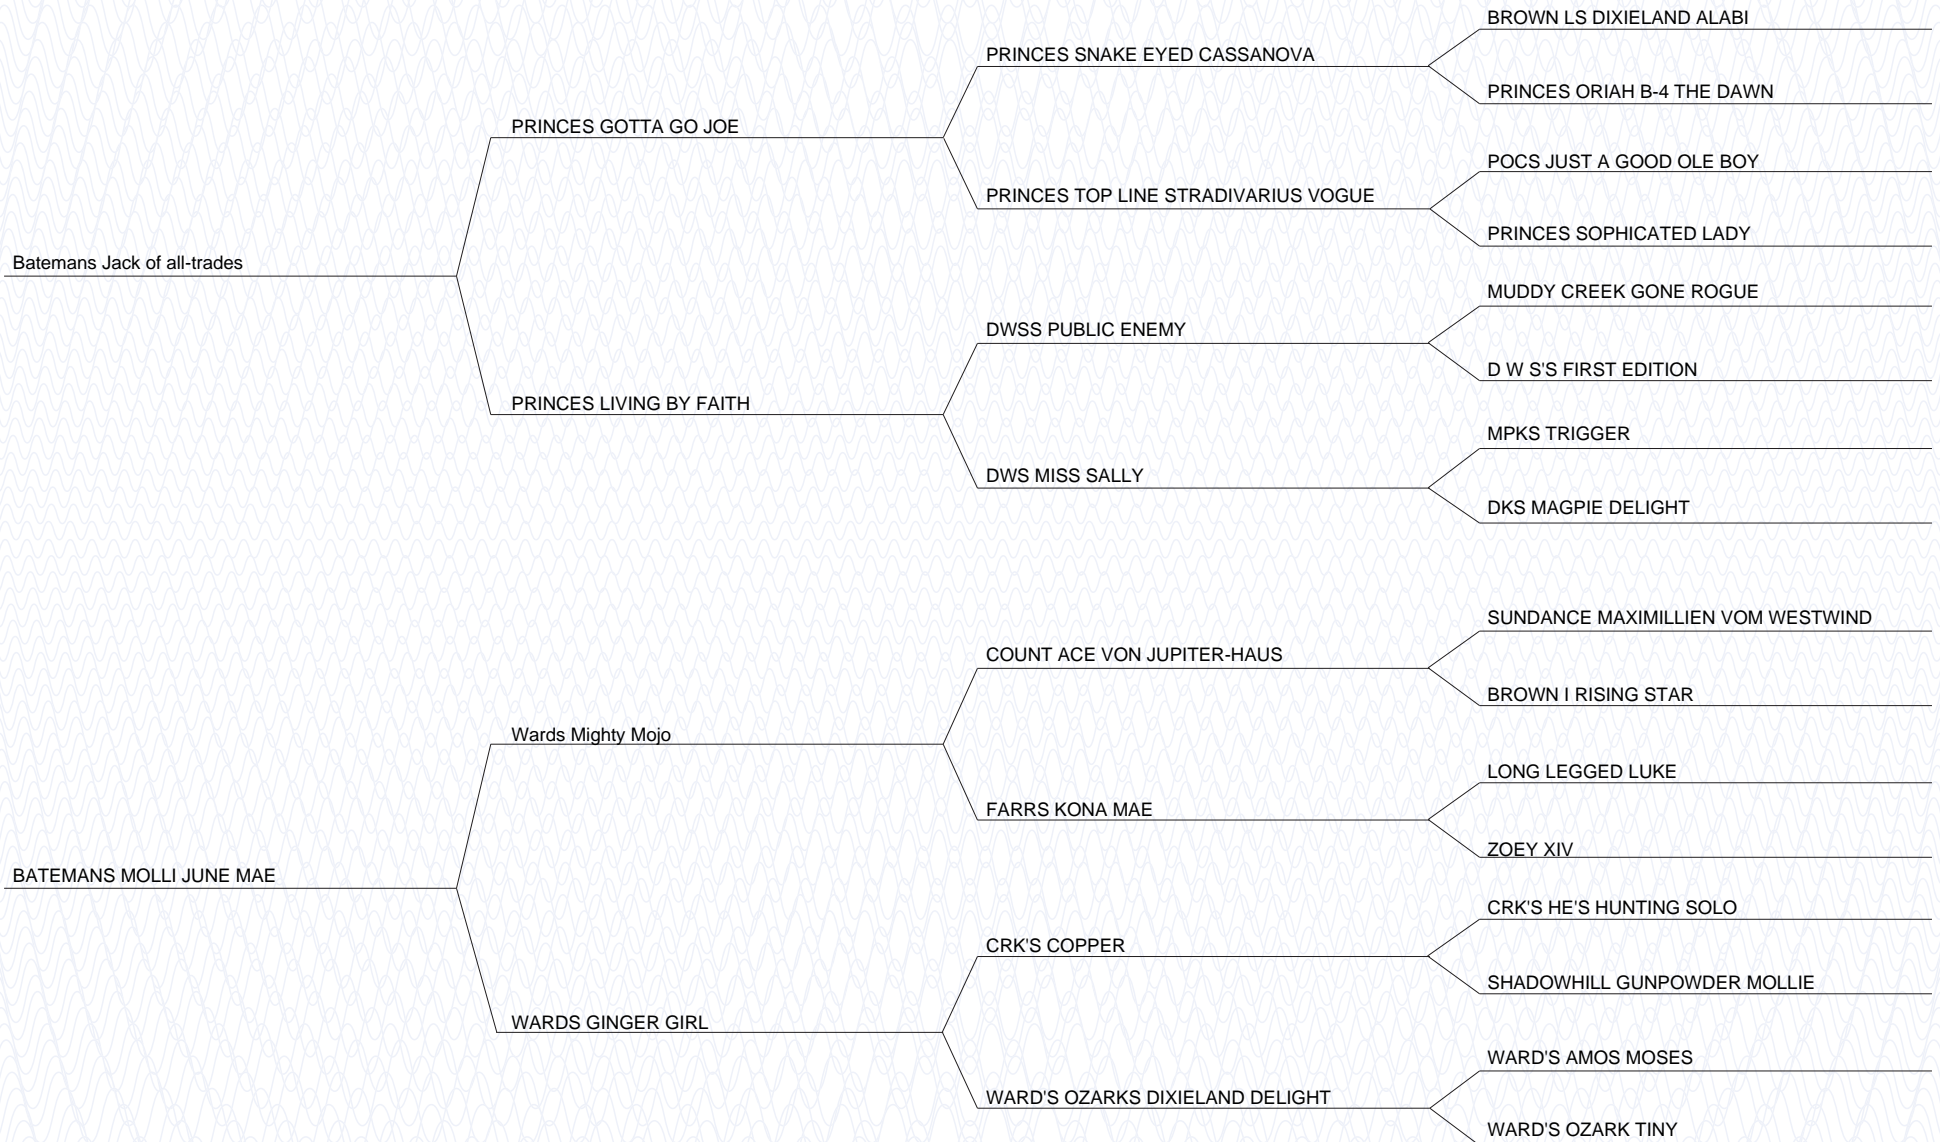 BROWN LS DIXIELAND ALABI
PRINCES SNAKE EYED CASSANOVA
PRINCES ORIAH B-4 THE DAWN
PRINCES GOTTA GO JOE
POCS JUST A GOOD OLE BOY
PRINCES TOP LINE STRADIVARIUS VOGUE
PRINCES SOPHICATED LADY
Batemans Jack of all-trades
MUDDY CREEK GONE ROGUE
DWSS PUBLIC ENEMY
D W S'S FIRST EDITION
PRINCES LIVING BY FAITH
MPKS TRIGGER
DWS MISS SALLY
DKS MAGPIE DELIGHT
SUNDANCE MAXIMILLIEN VOM WESTWIND
COUNT ACE VON JUPITER-HAUS
BROWN I RISING STAR
Wards Mighty Mojo
LONG LEGGED LUKE
FARRS KONA MAE
ZOEY XIV
BATEMANS MOLLI JUNE MAE
CRK'S HE'S HUNTING SOLO
CRK'S COPPER
SHADOWHILL GUNPOWDER MOLLIE
WARDS GINGER GIRL
WARD'S AMOS MOSES
WARD'S OZARKS DIXIELAND DELIGHT
WARD'S OZARK TINY